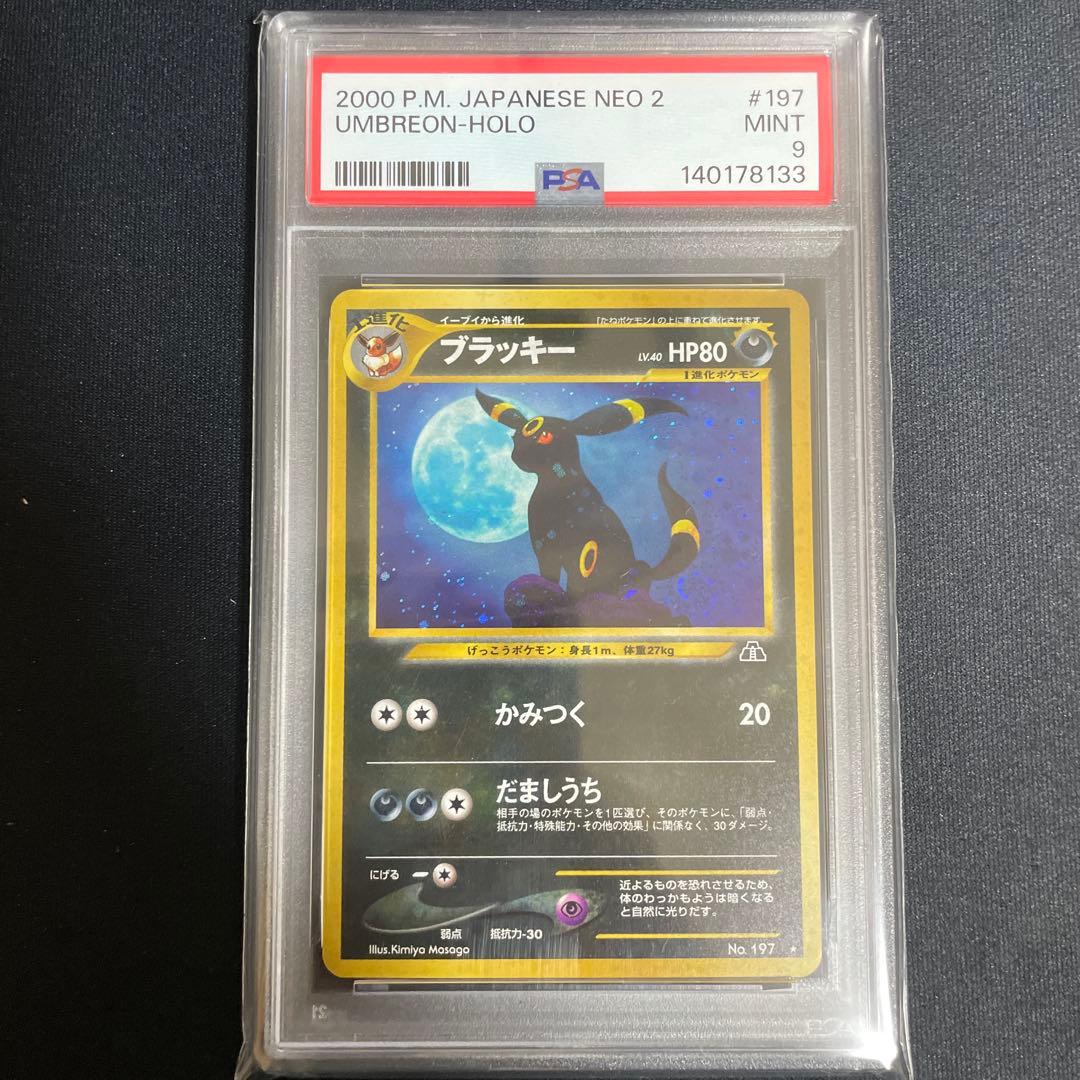 2000 P.M. JAPANESE NEO 2 #197
UMBREON-HOLO MINT
9
PSA 140178133
1進化
イーブイから進化 「たねポケモン」の上に重ねて進化させます。
ブラッキー LV.40 HP80
1進化ポケモン
げっこうポケモン:身長1m、体重27kg
かみつく 20
だましうち
相手の場のポケモンを1匹選び、そのポケモンに、「弱点・
抵抗力・特殊能力・その他の効果」に関係なく、30ダメージ。
にげる
近よるものを恐れさせるため、
体のわっかもようは暗くなる
と自然に光りだす。
弱点 抵抗力-30
Illus.Kimiya Masago No. 197 ★
PSA